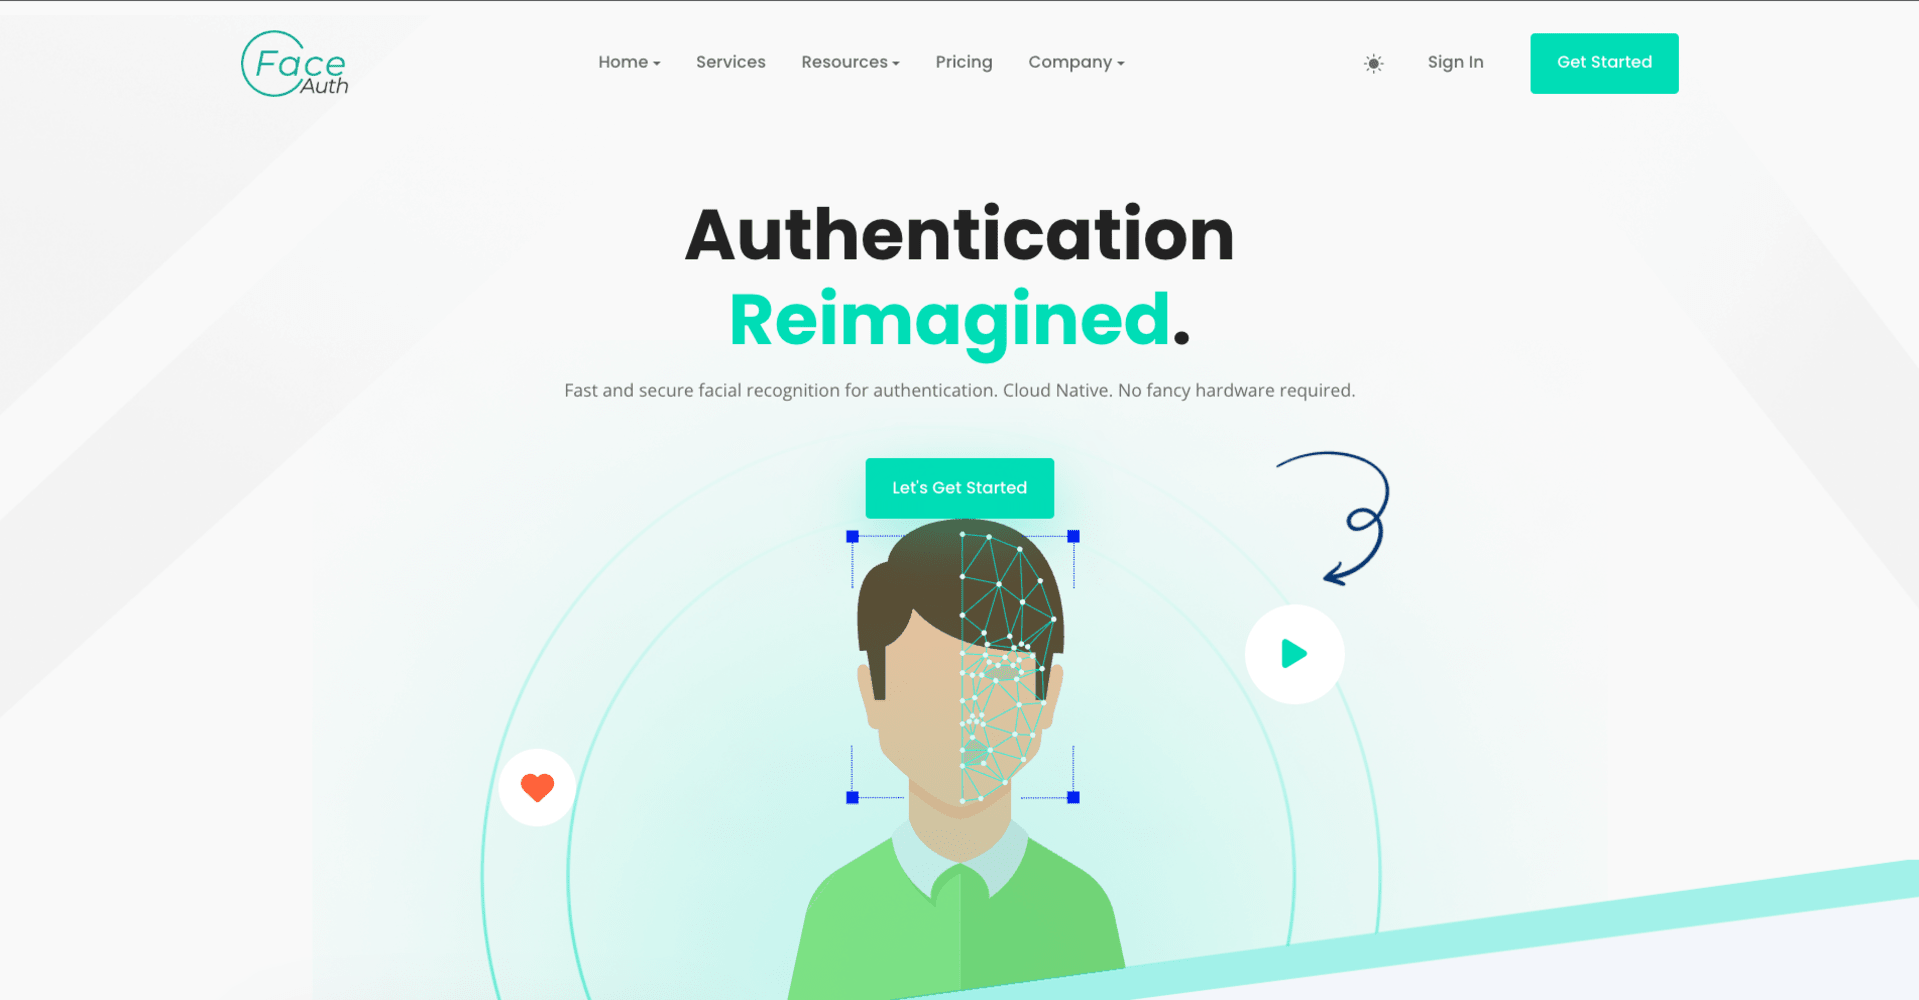 Face
Auth
Home
Services
Resources
Pricing
Company
Sign In
Get Started
Authentication
Reimagined.
Fast and secure facial recognition for authentication. Cloud Native. No fancy hardware required.
Let's Get Started